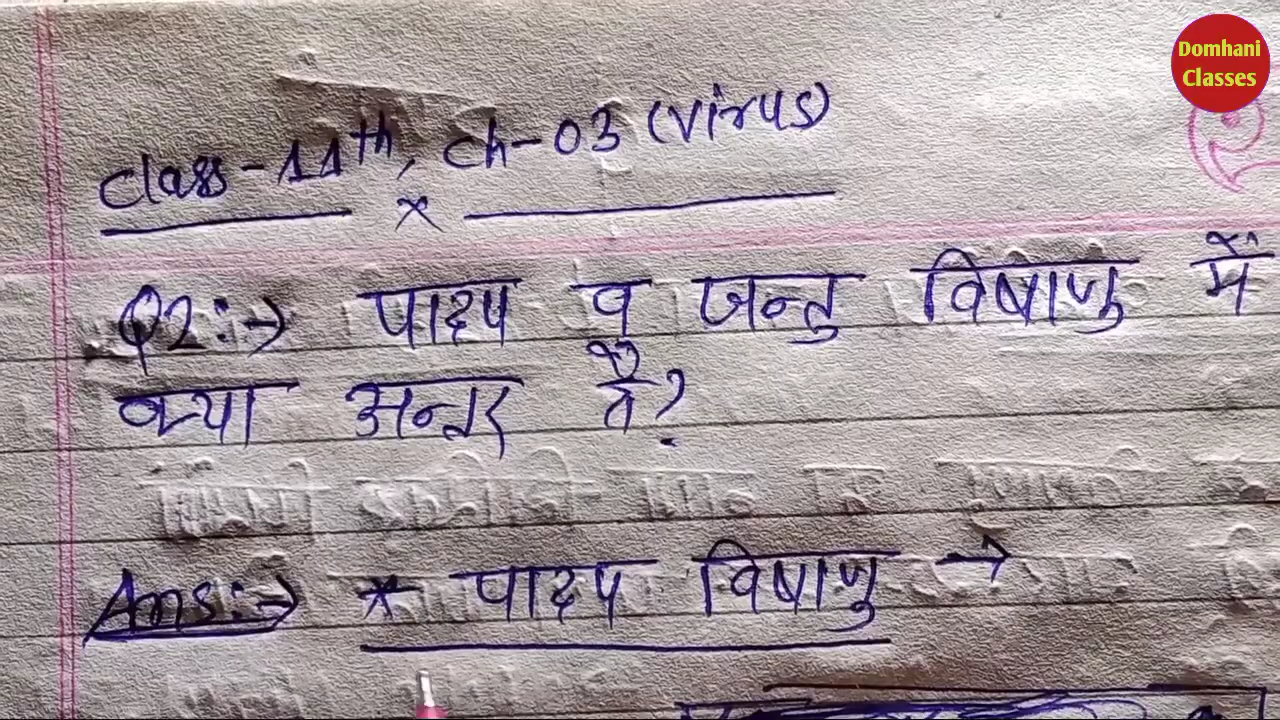 Domhani
Classes
Class-11th, Ch-03 (Virus)
Q2:→ पादप व जन्तु विषाणु में
क्या अन्तर है?
Ans:→ * पादप विषाणु →